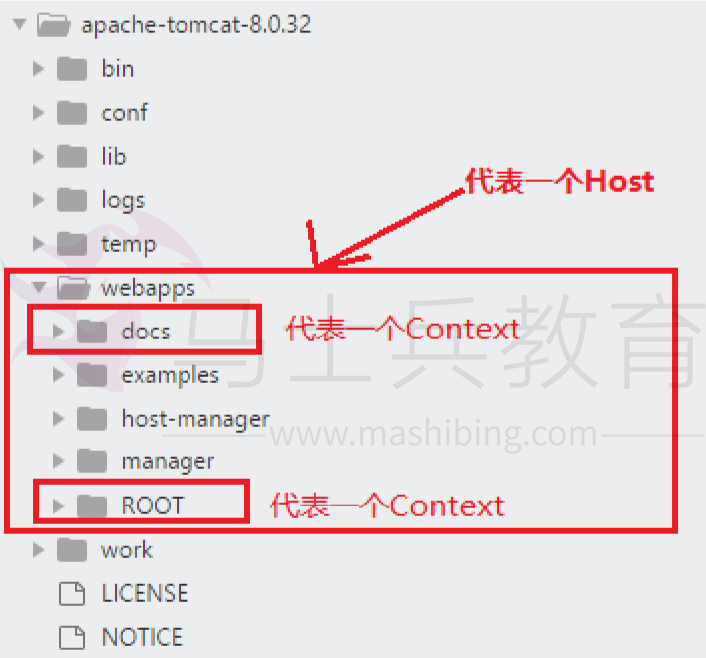 apache-tomcat-8.0.32
bin
conf
lib
代表一个Host
logs
temp
webapps
docs
代表一个Context
examples
马士兵教育
host-manager
www.mashibing.com
manager
ROOT
代表一个Context
work
LICENSE
NOTICE